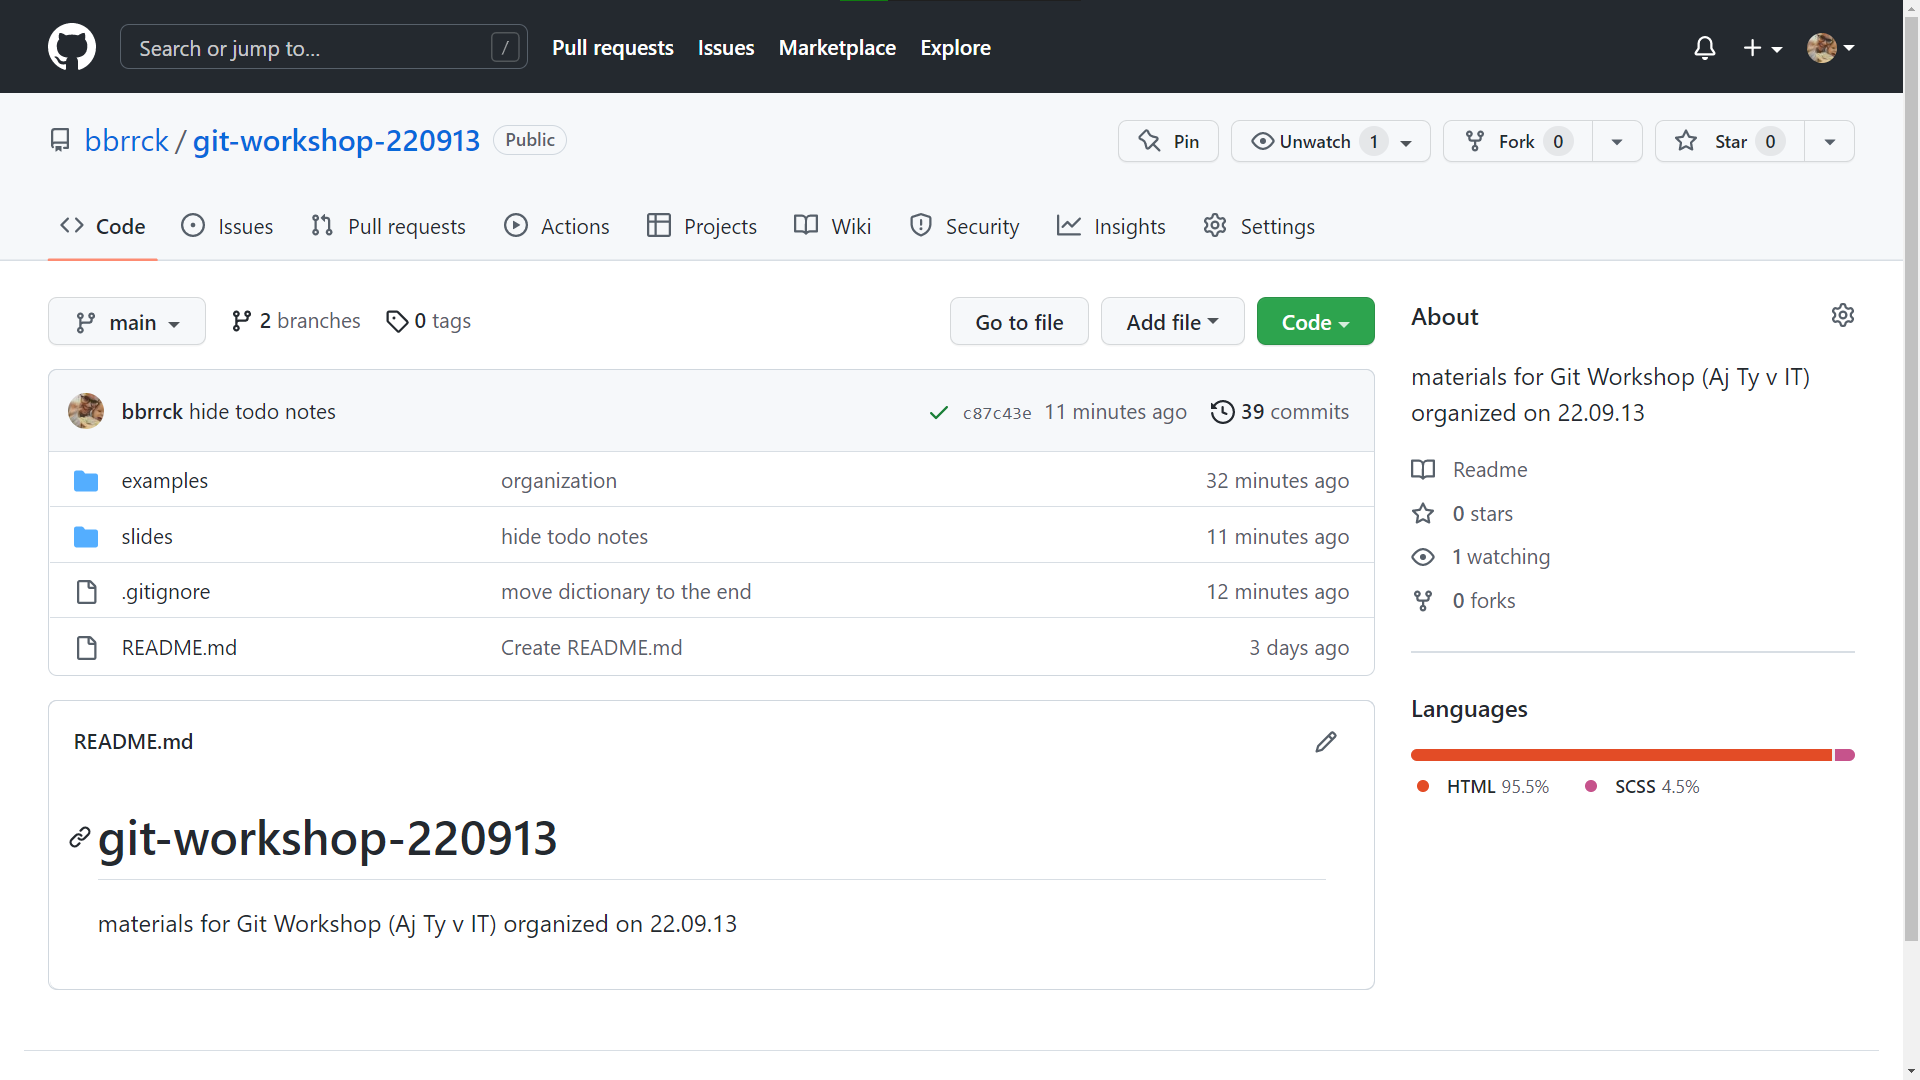 Search or jump to... /
Pull requests Issues Marketplace Explore
bbrrck / git-workshop-220913 Public
Pin Unwatch 1 Fork 0 Star 0
Code Issues Pull requests Actions Projects Wiki Security Insights Settings
main 2 branches 0 tags Go to file Add file Code
bbrrck hide todo notes c87c43e 11 minutes ago 39 commits
examples organization 32 minutes ago
slides hide todo notes 11 minutes ago
.gitignore move dictionary to the end 12 minutes ago
README.md Create README.md 3 days ago
README.md
git-workshop-220913
materials for Git Workshop (Aj Ty v IT) organized on 22.09.13
About
materials for Git Workshop (Aj Ty v IT)
organized on 22.09.13
Readme
0 stars
1 watching
0 forks
Languages
HTML 95.5% SCSS 4.5%